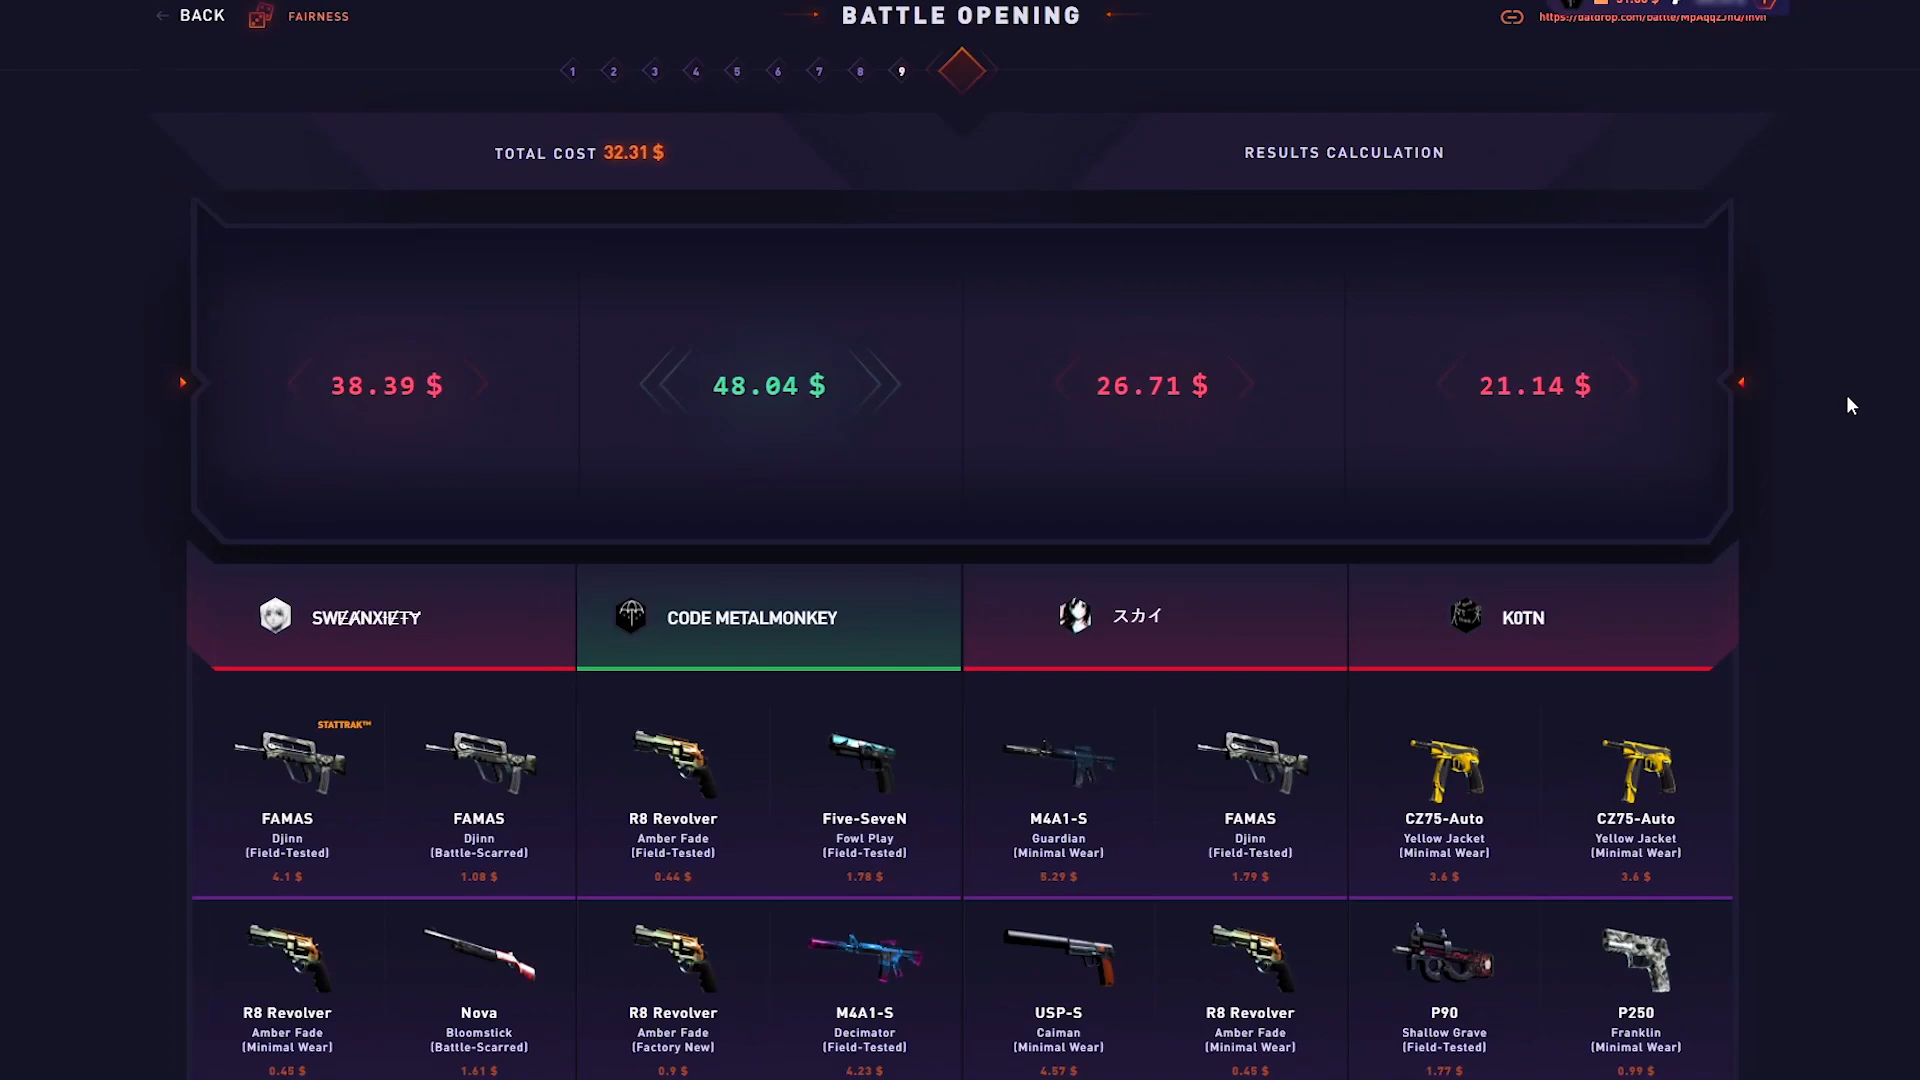 BACK
FAIRNESS
BATTLE OPENING
1 2 3 4 5 6 7 8 9
TOTAL COST 32.31 $
RESULTS CALCULATION
38.39 $
48.04 $
26.71 $
21.14 $
SWEANXIETY
CODE METALMONKEY
スカイ
K0TN
STATTRAK™
FAMAS
Djinn
(Field-Tested)
4.1 $
FAMAS
Djinn
(Battle-Scarred)
1.08 $
R8 Revolver
Amber Fade
(Field-Tested)
0.44 $
Five-SeveN
Fowl Play
(Field-Tested)
1.78 $
M4A1-S
Guardian
(Minimal Wear)
5.29 $
FAMAS
Djinn
(Field-Tested)
1.79 $
CZ75-Auto
Yellow Jacket
(Minimal Wear)
3.6 $
CZ75-Auto
Yellow Jacket
(Minimal Wear)
3.6 $
R8 Revolver
Amber Fade
(Minimal Wear)
0.45 $
Nova
Bloomstick
(Battle-Scarred)
1.61 $
R8 Revolver
Amber Fade
(Factory New)
0.9 $
M4A1-S
Decimator
(Field-Tested)
4.23 $
USP-S
Caiman
(Minimal Wear)
4.57 $
R8 Revolver
Amber Fade
(Minimal Wear)
0.45 $
P90
Shallow Grave
(Field-Tested)
1.77 $
P250
Franklin
(Minimal Wear)
0.99 $